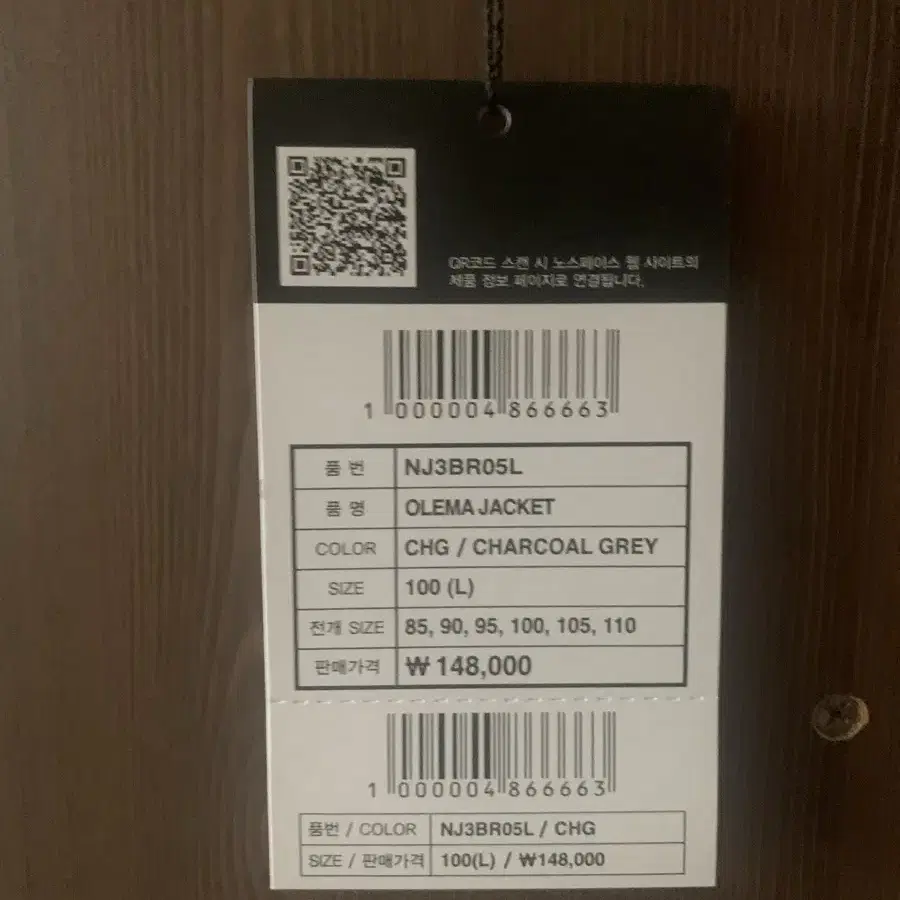 QR코드 스캔 시 노스페이스 웹 사이트의
제품 정보 페이지로 연결됩니다.
1 000004 866663
품 번 NJ3BR05L
품 명 OLEMA JACKET
COLOR CHG / CHARCOAL GREY
SIZE 100 (L)
전개 SIZE 85, 90, 95, 100, 105, 110
판매가격 ₩ 148,000
1 000004 866663
품번 / COLOR NJ3BR05L / CHG
SIZE / 판매가격 100(L) / ₩148,000